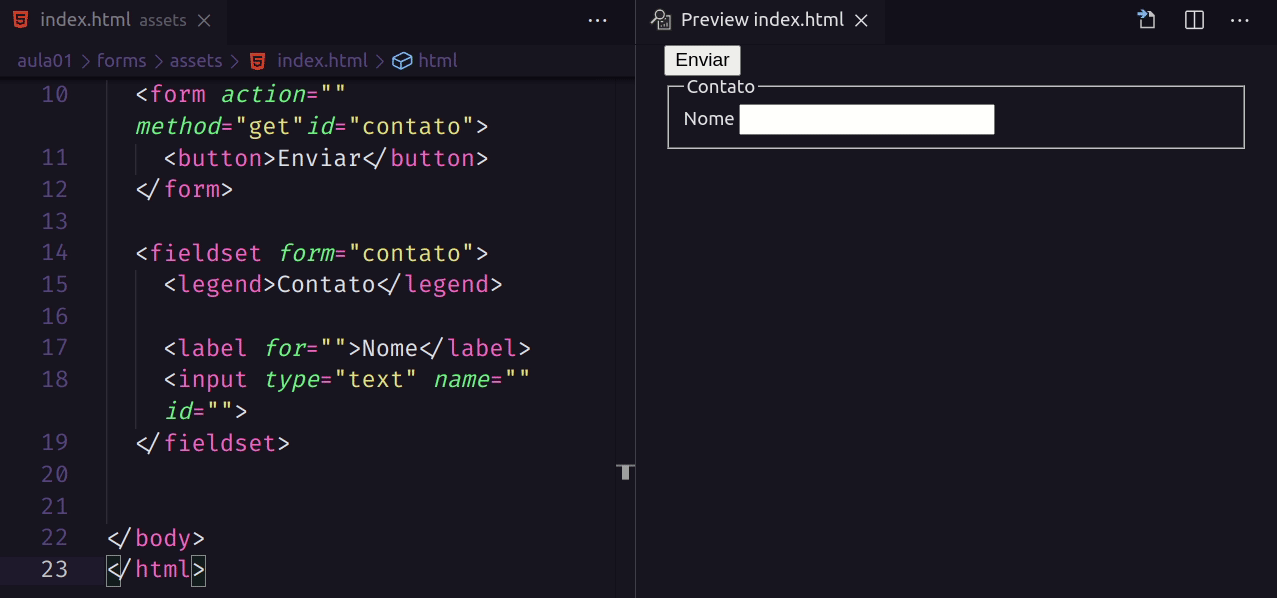 index.html assets
Preview index.html
aula01 > forms > assets > index.html > html
10 <form action=""
method="get"id="contato">
11 <button>Enviar</button>
12 </form>
13
14 <fieldset form="contato">
15 <legend>Contato</legend>
16
17 <label for="">Nome</label>
18 <input type="text" name=""
id="">
19 </fieldset>
20
21
22 </body>
23 </html>
Enviar
Contato
Nome